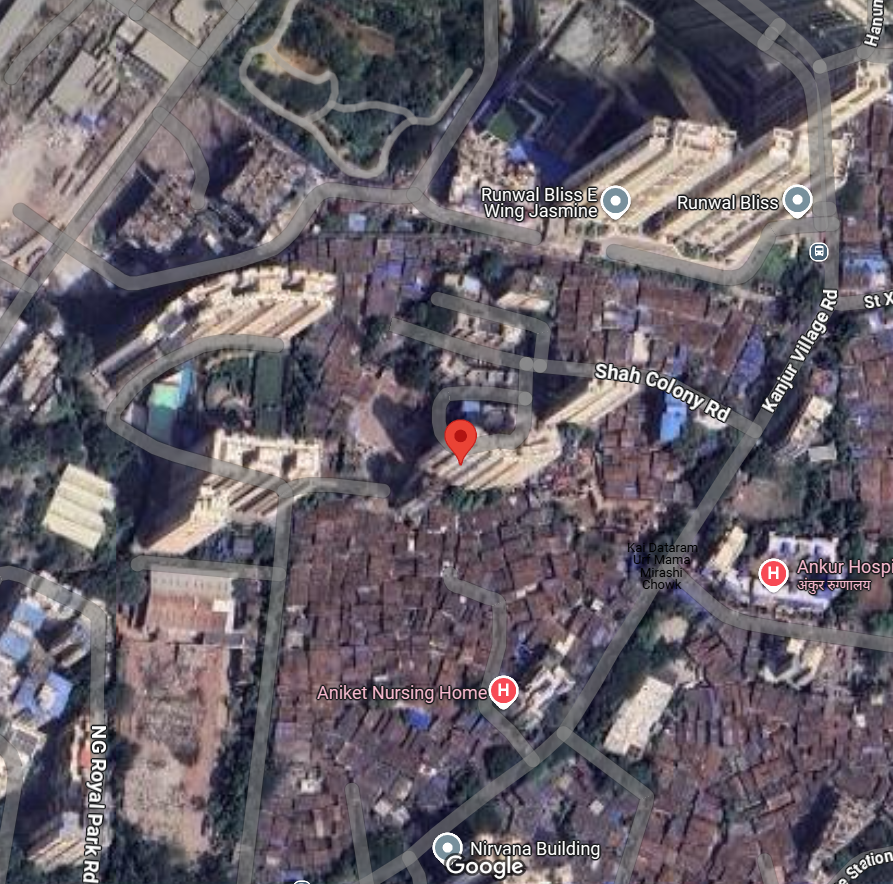 Hanum
Runwal Bliss E
Wing Jasmine
Runwal Bliss
St X
Kanjur Village Rd
Shah Colony Rd
Kai Dataram
Urf Mama
Mirashi
Chowk
H
Ankur Hospi
अंकुर रुग्णालय
Aniket Nursing Home
H
NG Royal Park Rd
Nirvana Building
Google
e Station